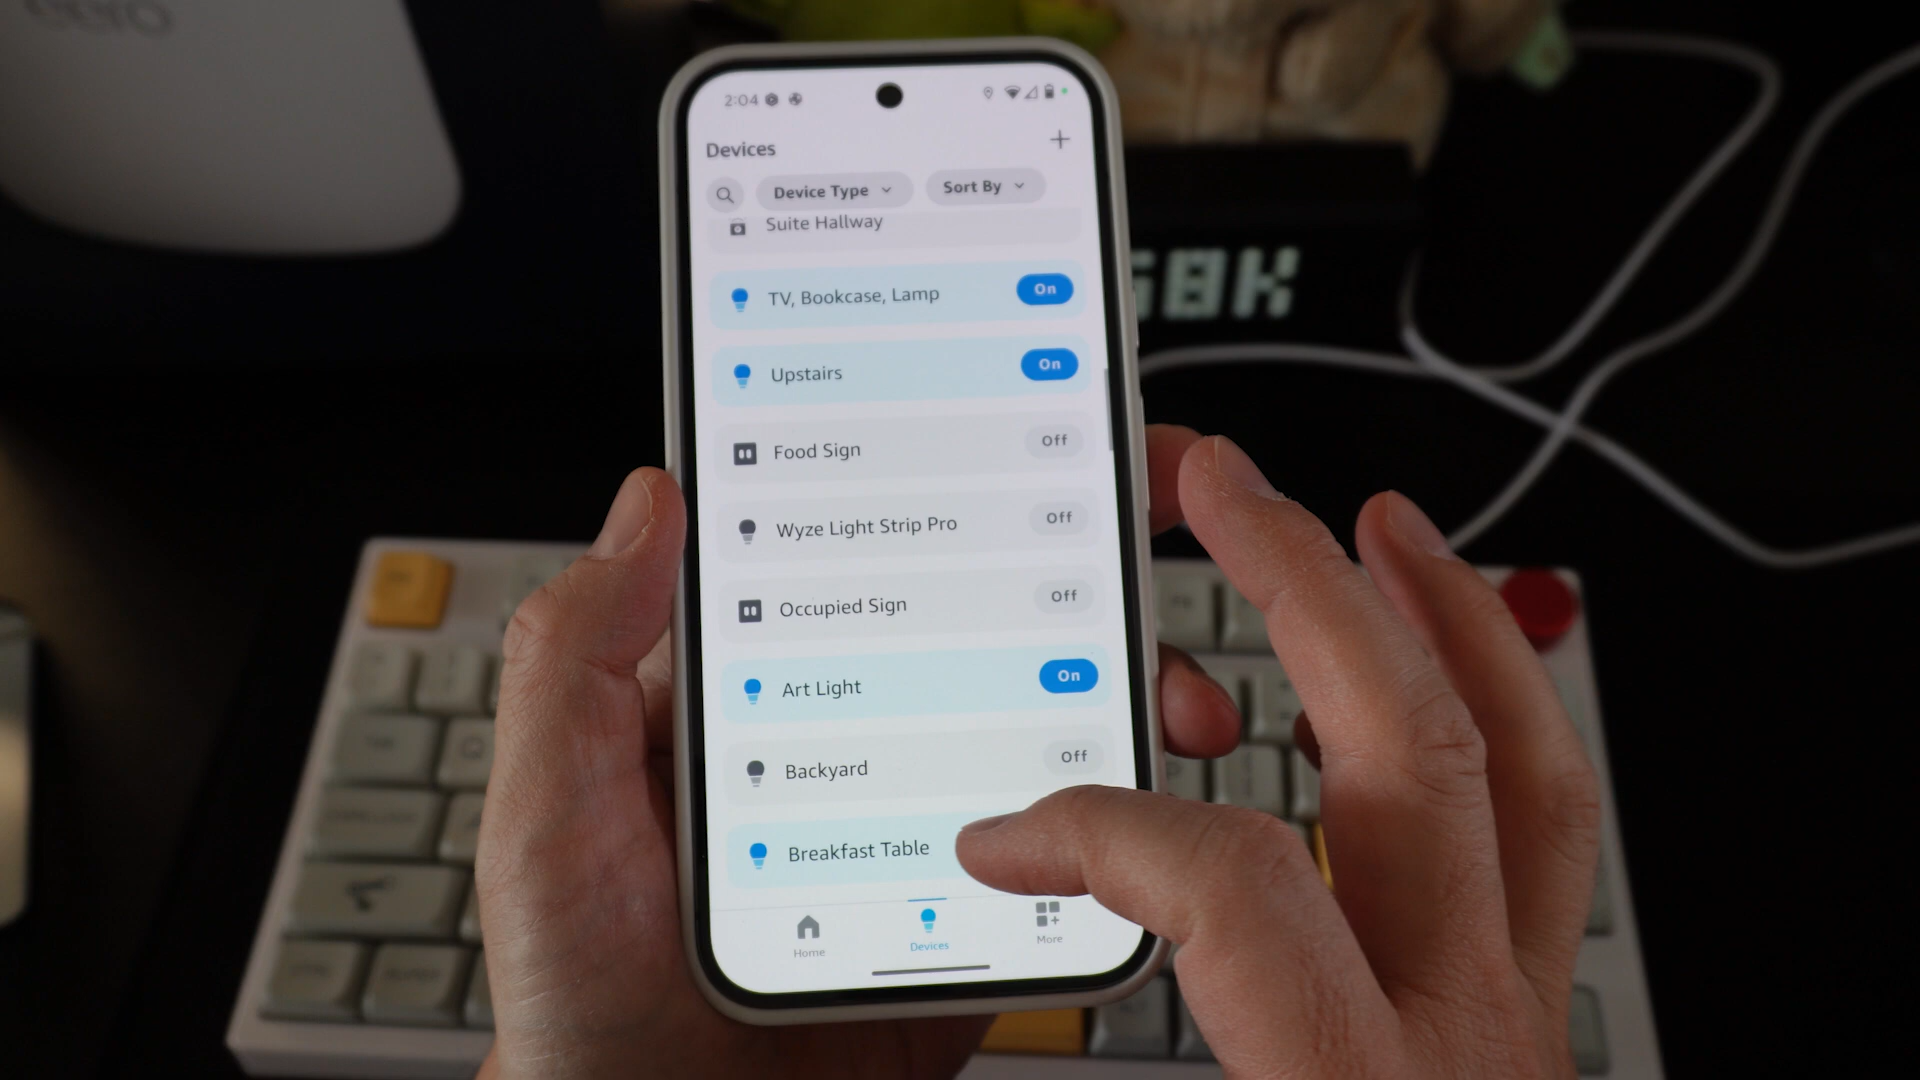 2:04
Devices
Device Type
Sort By
Suite Hallway
TV, Bookcase, Lamp
On
Upstairs
On
Food Sign
Off
Wyze Light Strip Pro
Off
Occupied Sign
Off
Art Light
On
Backyard
Off
Breakfast Table
Home
Devices
More